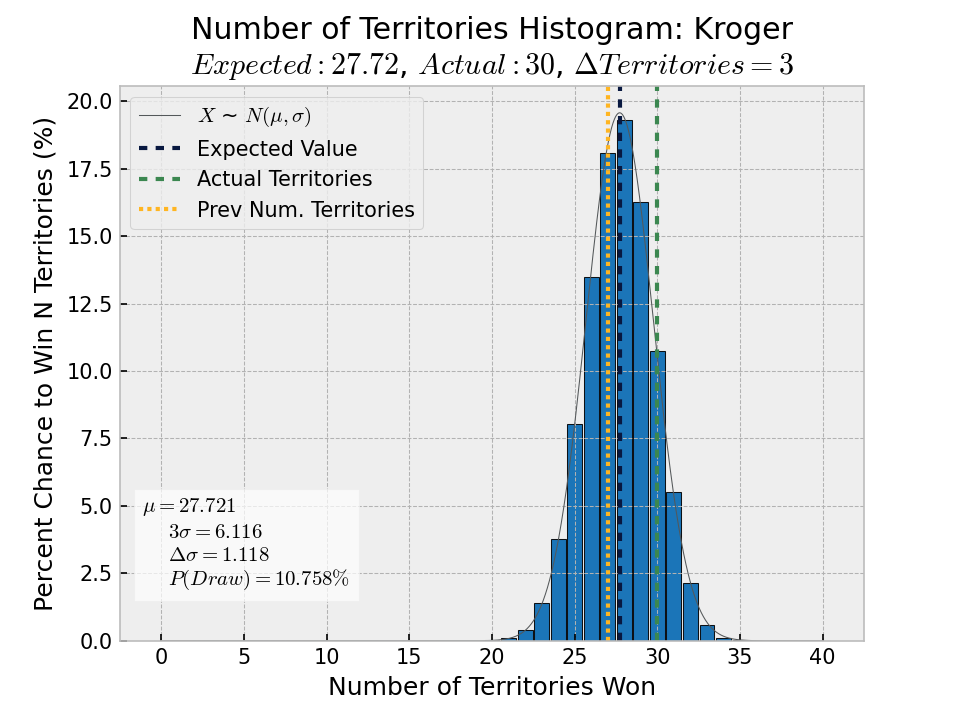 Number of Territories Histogram: Kroger
Expected : 27.72, Actual : 30, ΔTerritories = 3
Percent Chance to Win N Territories (%)
20.0
17.5
15.0
12.5
10.0
7.5
5.0
2.5
0.0
X ~ N(μ, σ)
Expected Value
Actual Territories
Prev Num. Territories
μ = 27.721
3σ = 6.116
Δσ = 1.118
P(Draw) = 10.758%
0 5 10 15 20 25 30 35 40
Number of Territories Won